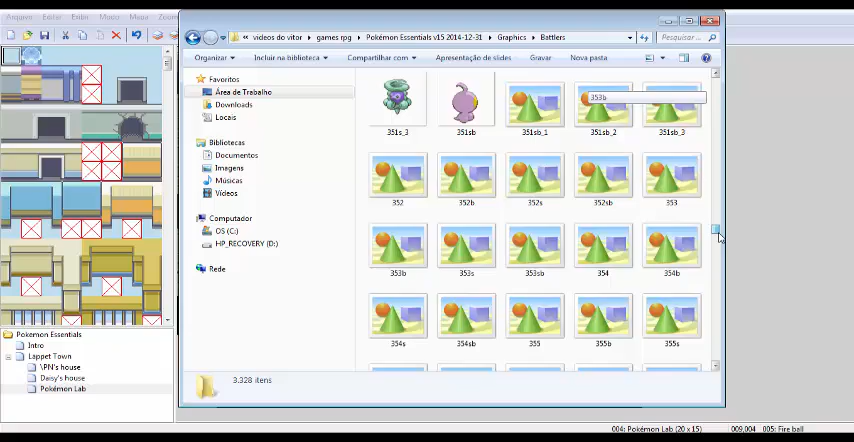 Arquivo Editar Modo Mapa Zoom
videos do vitor ▸ games rpg ▸ Pokémon Essentials v15 2014-12-31 ▸ Graphics ▸ Battlers
Pesquisar ...
Organizar Incluir na biblioteca Compartilhar com Apresentação de slides Gravar Nova pasta
Favoritos
Área de Trabalho
Downloads
Locais
Bibliotecas
Documentos
Imagens
Músicas
Vídeos
Computador
OS (C:)
HP_RECOVERY (D:)
Rede
353b
351s_3 351sb 351sb_1 351sb_2 351sb_3
352 352b 352s 352sb 353
353b 353s 353sb 354 354b
354s 354sb 355 355b 355s
3.328 itens
Pokemon Essentials
Intro
Lappet Town
\PN's house
Daisy's house
Pokémon Lab
004: Pokémon Lab (20 x 15) 009,004 005: Fire ball